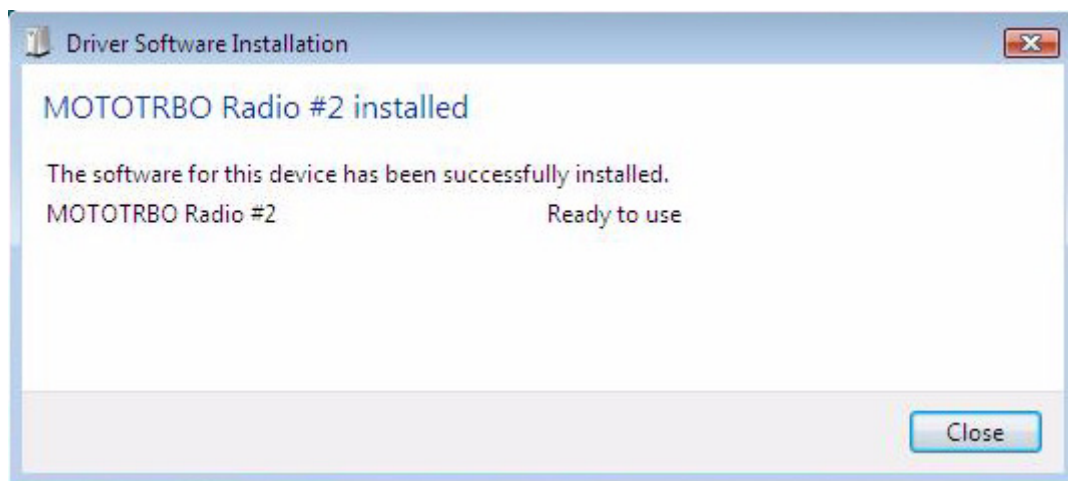 Driver Software Installation
MOTOTRBO Radio #2 installed
The software for this device has been successfully installed.
MOTOTRBO Radio #2 Ready to use
Close